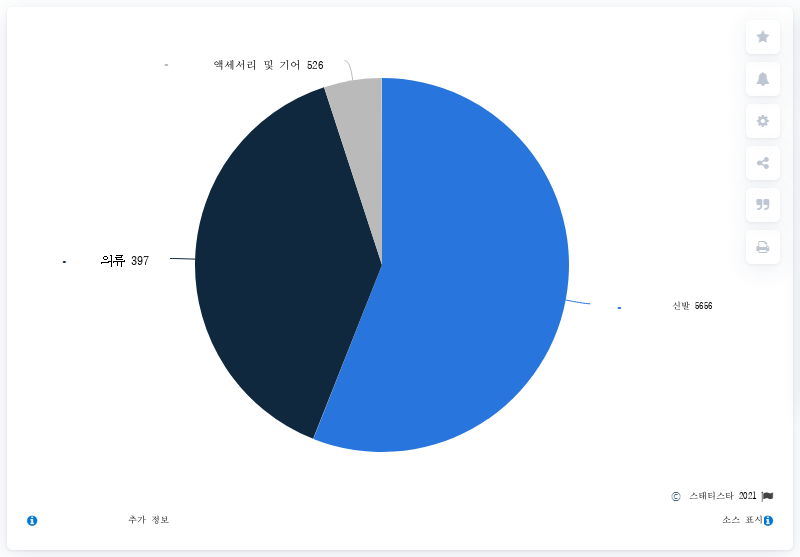 액세서리 및 기어 526
의류 397
신발 5656
© 스태티스타 2021
추가 정보
소스 표시